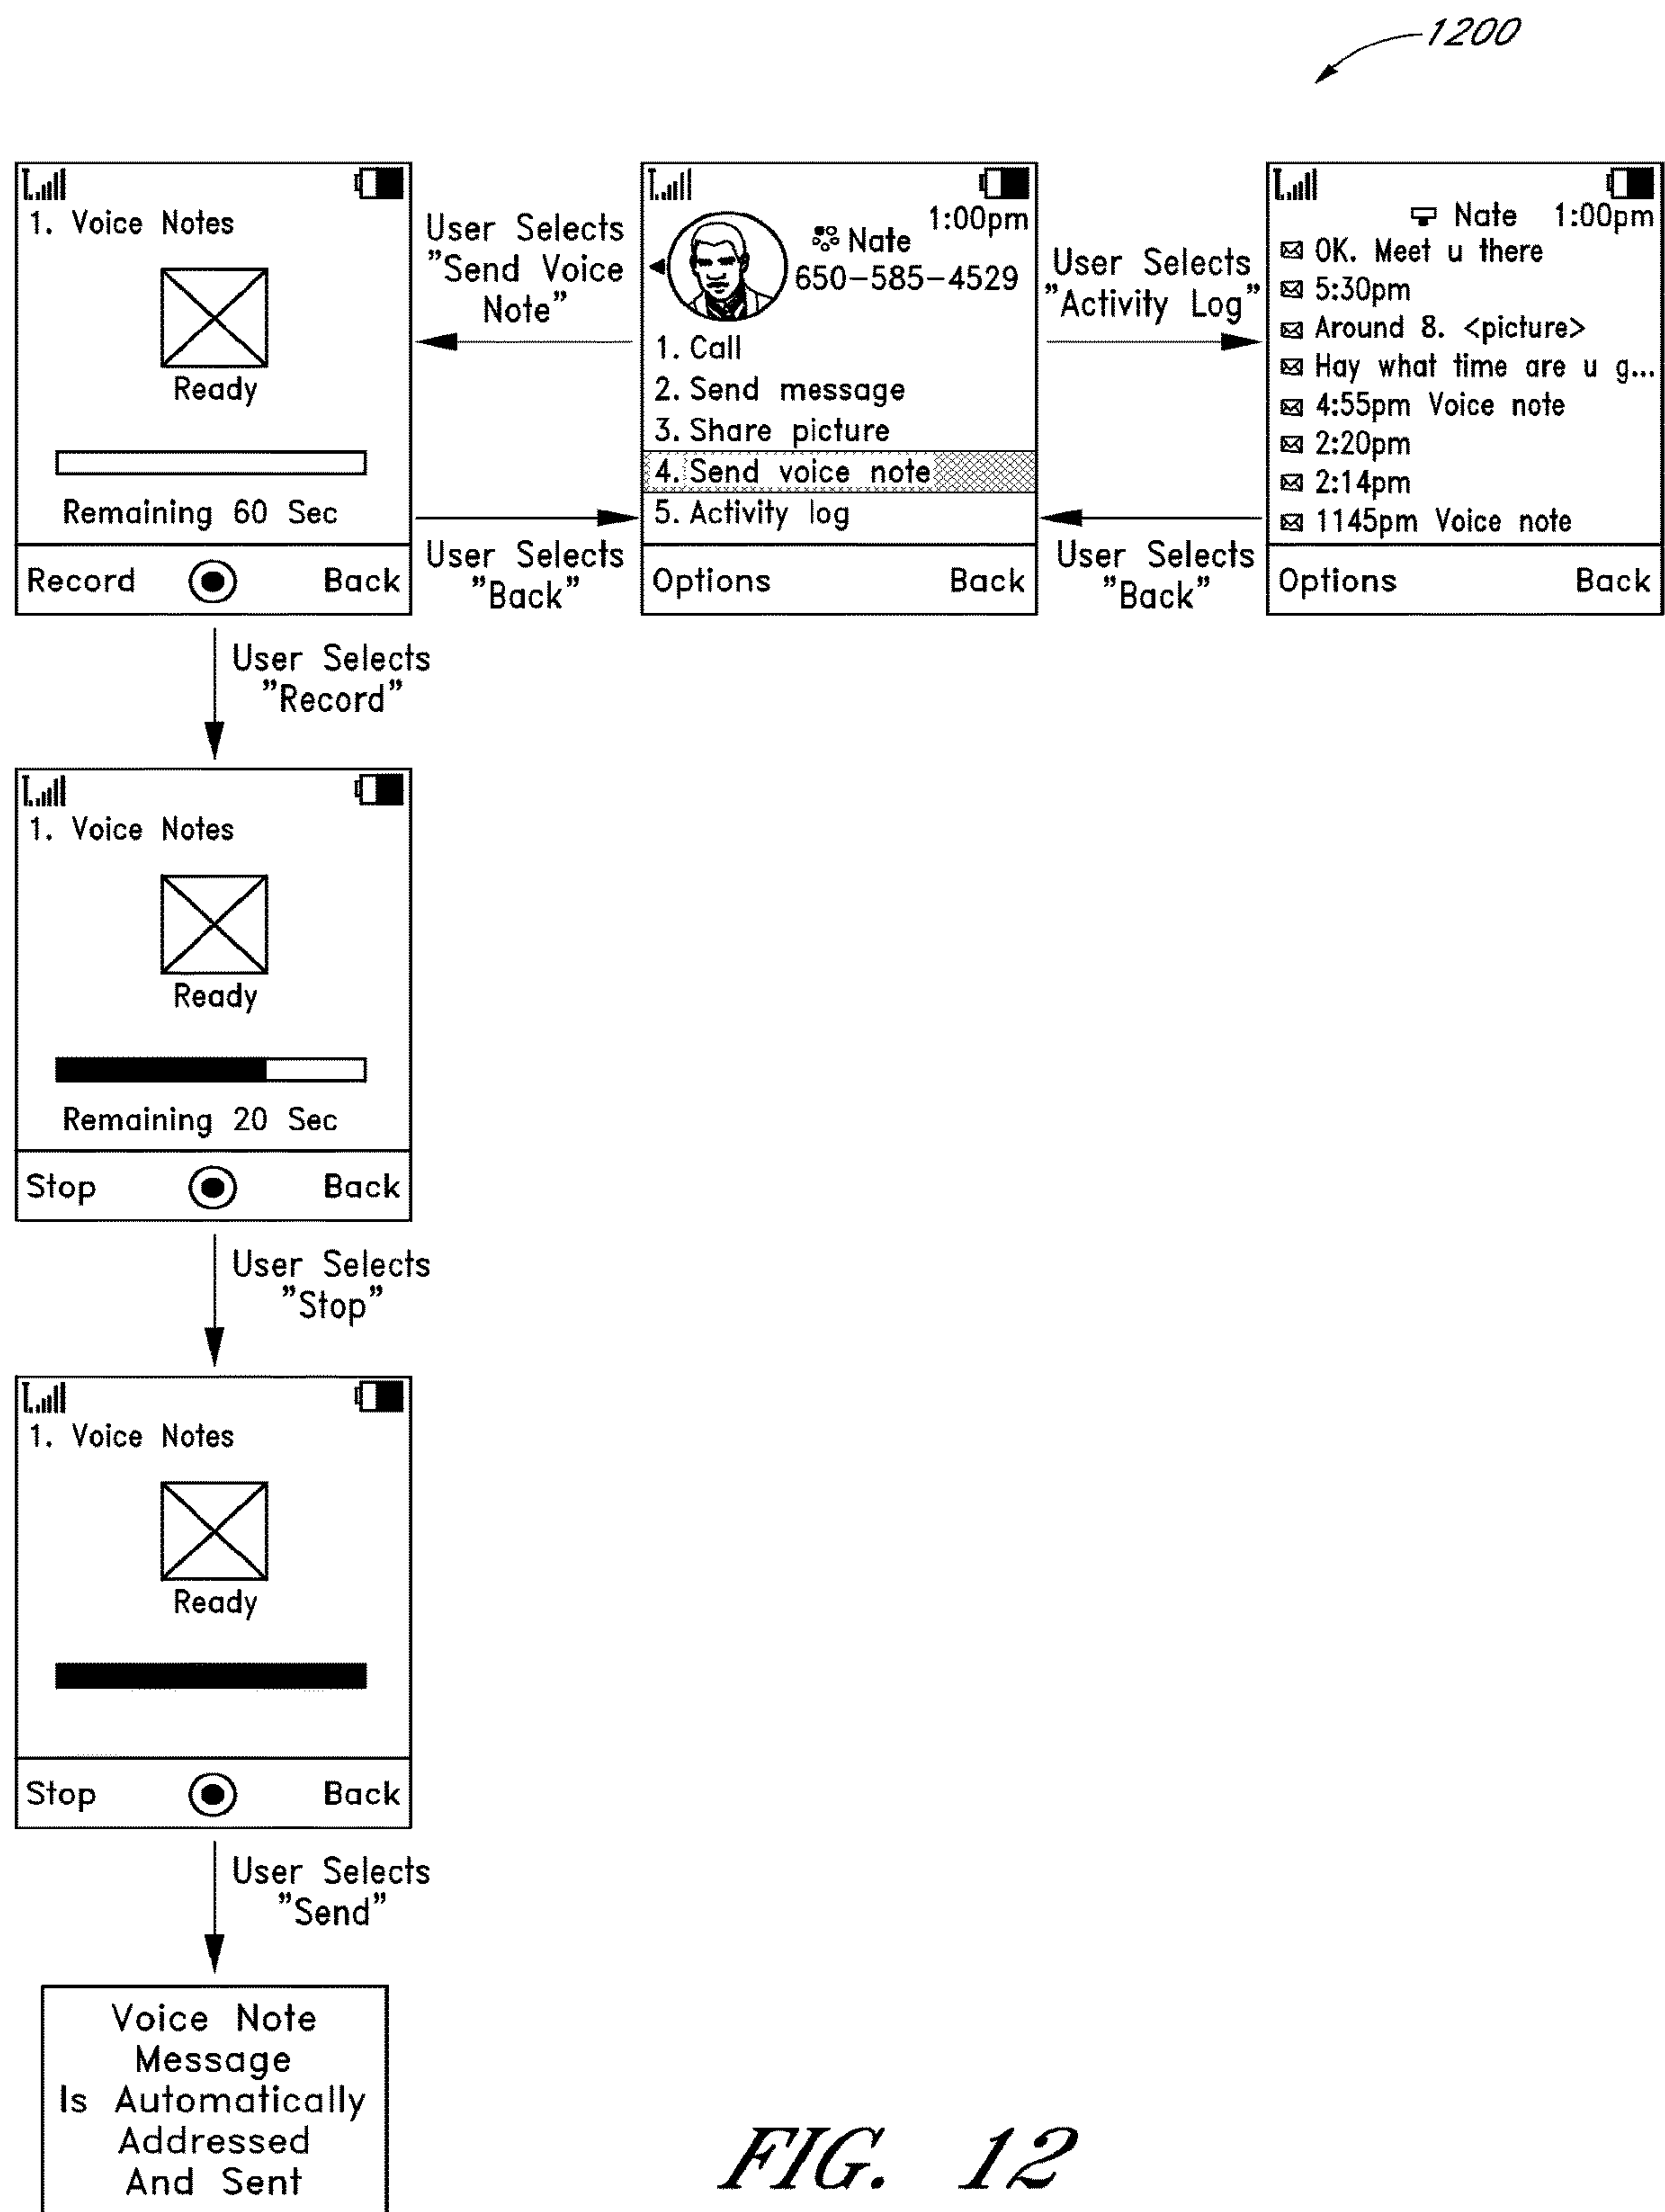 1200
1. Voice Notes
Ready
Remaining 60 Sec
Record Back
User Selects
"Send Voice
Note"
User Selects
"Back"
1:00pm
Nate
650-585-4529
1. Call
2. Send message
3. Share picture
4. Send voice note
5. Activity log
Options Back
User Selects
"Activity Log"
User Selects
"Back"
Nate 1:00pm
OK. Meet u there
5:30pm
Around 8. <picture>
Hay what time are u g...
4:55pm Voice note
2:20pm
2:14pm
1145pm Voice note
Options Back
User Selects
"Record"
1. Voice Notes
Ready
Remaining 20 Sec
Stop Back
User Selects
"Stop"
1. Voice Notes
Ready
Stop Back
User Selects
"Send"
Voice Note
Message
Is Automatically
Addressed
And Sent
FIG. 12